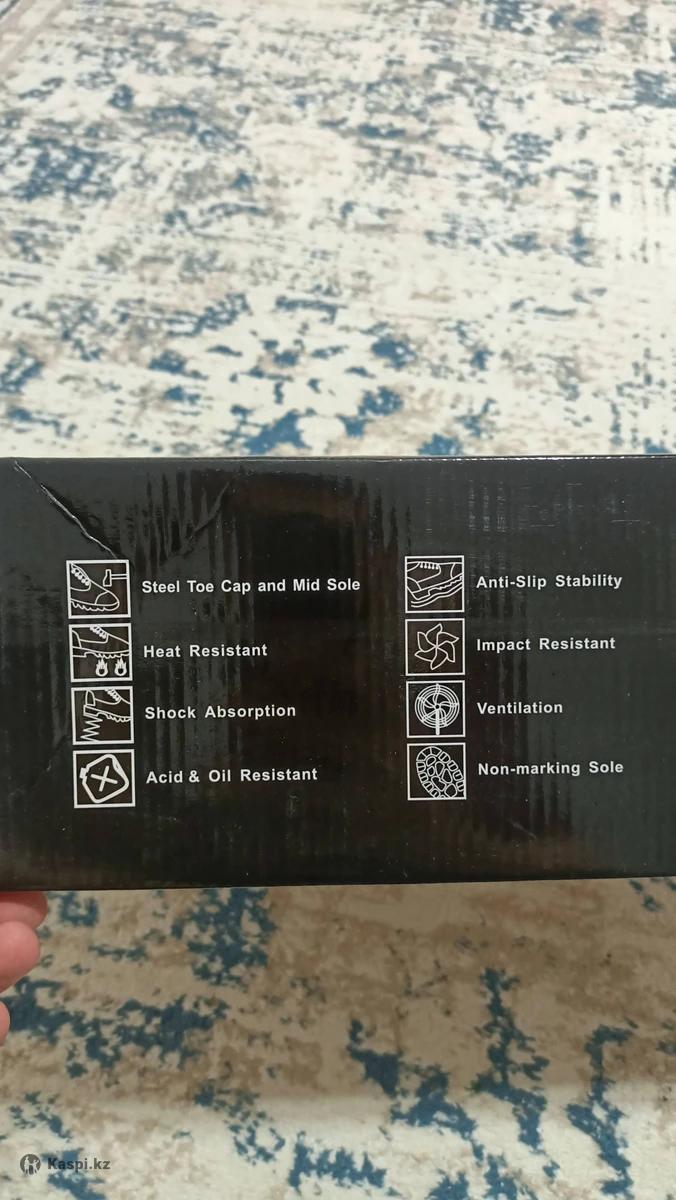 Steel Toe Cap and Mid Sole
Heat Resistant
Shock Absorption
Acid & Oil Resistant
Anti-Slip Stability
Impact Resistant
Ventilation
Non-marking Sole
Kaspi.kz